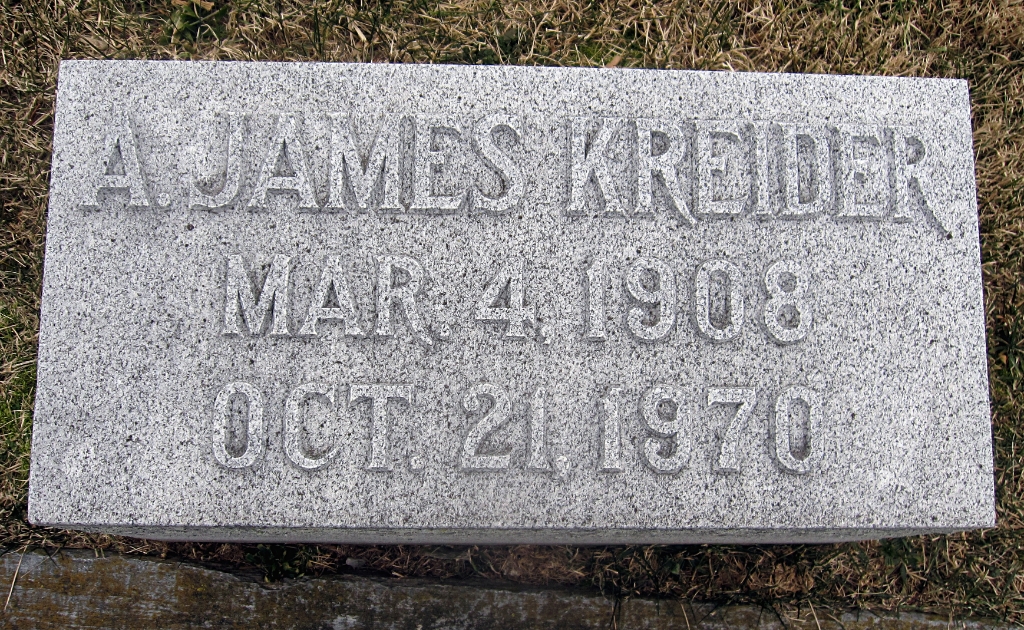 A. JAMES KREIDER
MAR. 4, 1908
OCT. 21, 1970